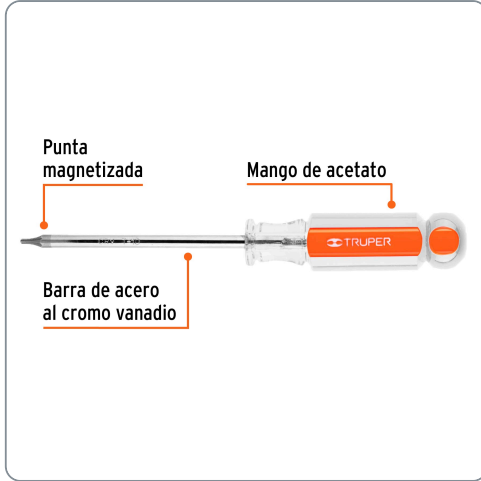 Punta
magnetizada
Mango de acetato
TRUPER
Barra de acero
al cromo vanadio